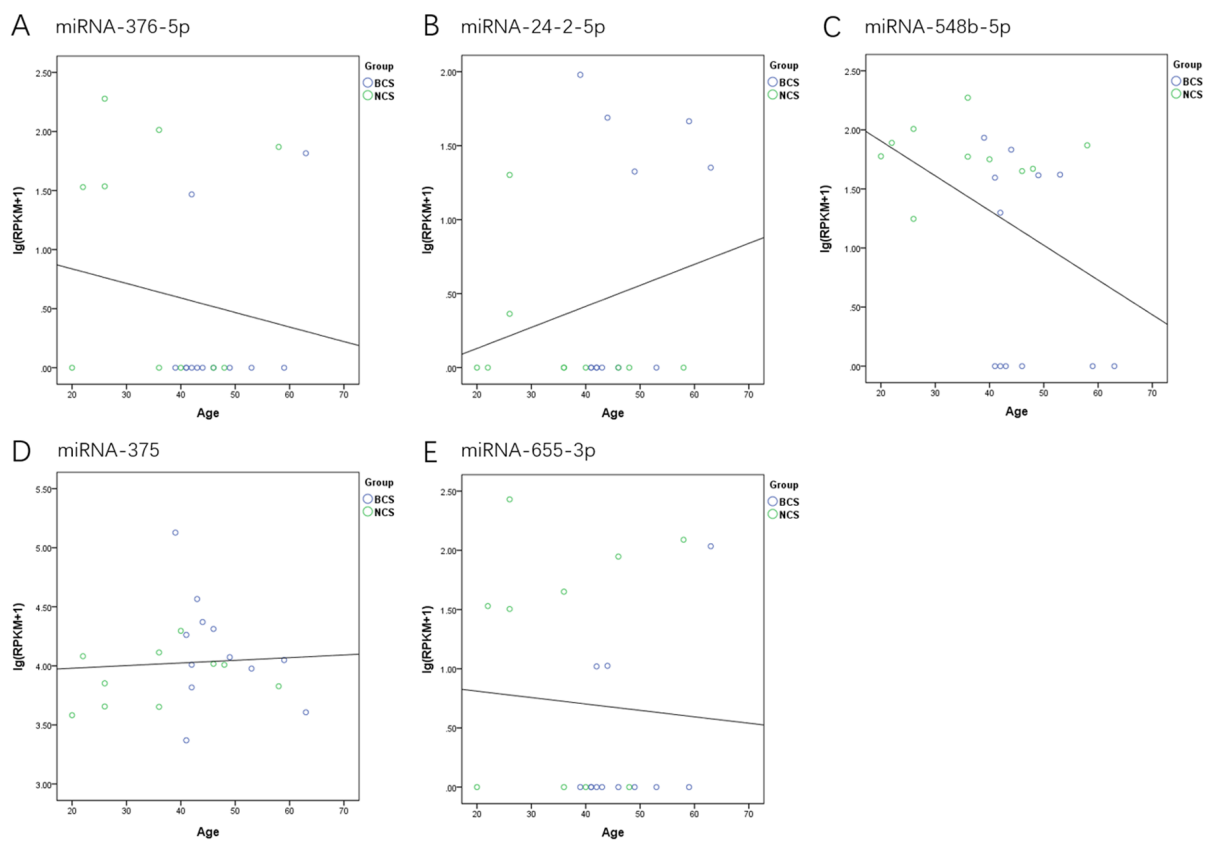 A miRNA-376-5p
lg(RPKM+1)
2.50
2.00
1.50
1.00
.50
.00
20 30 40 50 60 70
Age
Group
BCS
NCS
B miRNA-24-2-5p
lg(RPKM+1)
2.00
1.50
1.00
.50
.00
20 30 40 50 60 70
Age
Group
BCS
NCS
C miRNA-548b-5p
lg(RPKM+1)
2.50
2.00
1.50
1.00
.50
.00
20 30 40 50 60 70
Age
Group
BCS
NCS
D miRNA-375
lg(RPKM+1)
5.50
5.00
4.50
4.00
3.50
3.00
20 30 40 50 60 70
Age
Group
BCS
NCS
E miRNA-655-3p
lg(RPKM+1)
2.50
2.00
1.50
1.00
.50
.00
20 30 40 50 60 70
Age
Group
BCS
NCS